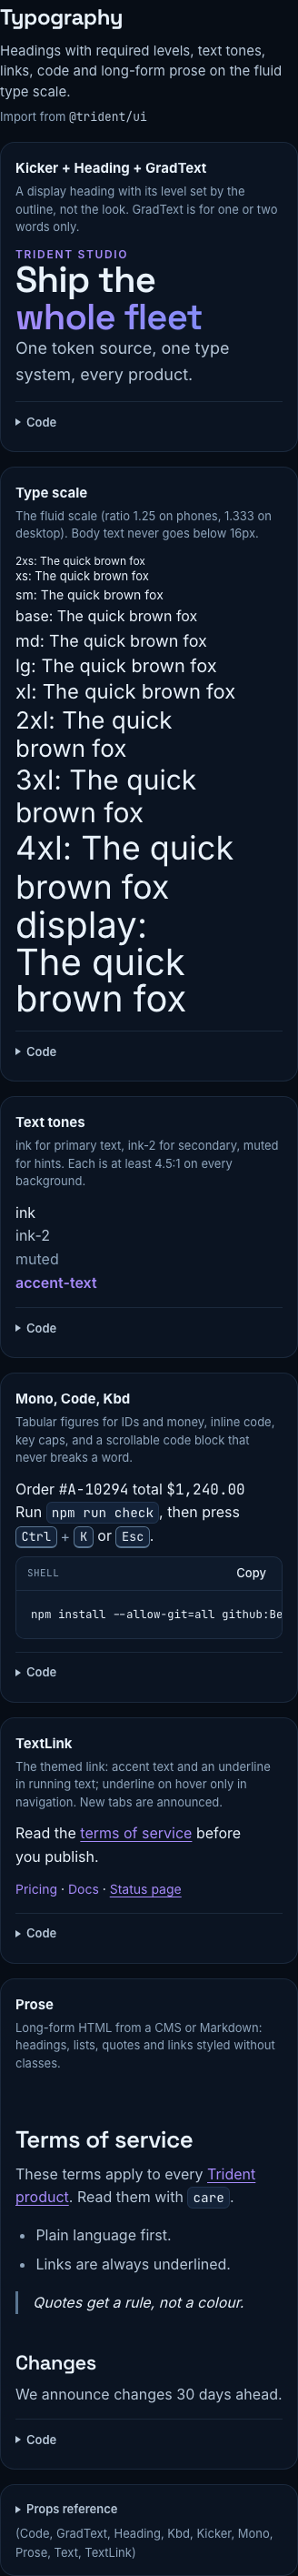 Typography
Headings with required levels, text tones,
links, code and long-form prose on the fluid
type scale.
Import from @trident/ui
Kicker + Heading + GradText
A display heading with its level set by the
outline, not the look. GradText is for one or two
words only.
TRIDENT STUDIO
Ship the
whole fleet
One token source, one type
system, every product.
Code
Type scale
The fluid scale (ratio 1.25 on phones, 1.333 on
desktop). Body text never goes below 16px.
2xs: The quick brown fox
xs: The quick brown fox
sm: The quick brown fox
base: The quick brown fox
md: The quick brown fox
lg: The quick brown fox
xl: The quick brown fox
2xl: The quick
brown fox
3xl: The quick
brown fox
4xl: The quick
brown fox
display:
The quick
brown fox
Code
Text tones
ink for primary text, ink-2 for secondary, muted
for hints. Each is at least 4.5:1 on every
background.
ink
ink-2
muted
accent-text
Code
Mono, Code, Kbd
Tabular figures for IDs and money, inline code,
key caps, and a scrollable code block that
never breaks a word.
Order #A-10294 total $1,240.00
Run npm run check, then press
Ctrl + K or Esc.
SHELL Copy
npm install --allow-git=all github:Be
Code
TextLink
The themed link: accent text and an underline
in running text; underline on hover only in
navigation. New tabs are announced.
Read the terms of service before
you publish.
Pricing · Docs · Status page
Code
Prose
Long-form HTML from a CMS or Markdown:
headings, lists, quotes and links styled without
classes.
Terms of service
These terms apply to every Trident
product. Read them with care.
• Plain language first.
• Links are always underlined.
Quotes get a rule, not a colour.
Changes
We announce changes 30 days ahead.
Code
Props reference
(Code, GradText, Heading, Kbd, Kicker, Mono,
Prose, Text, TextLink)